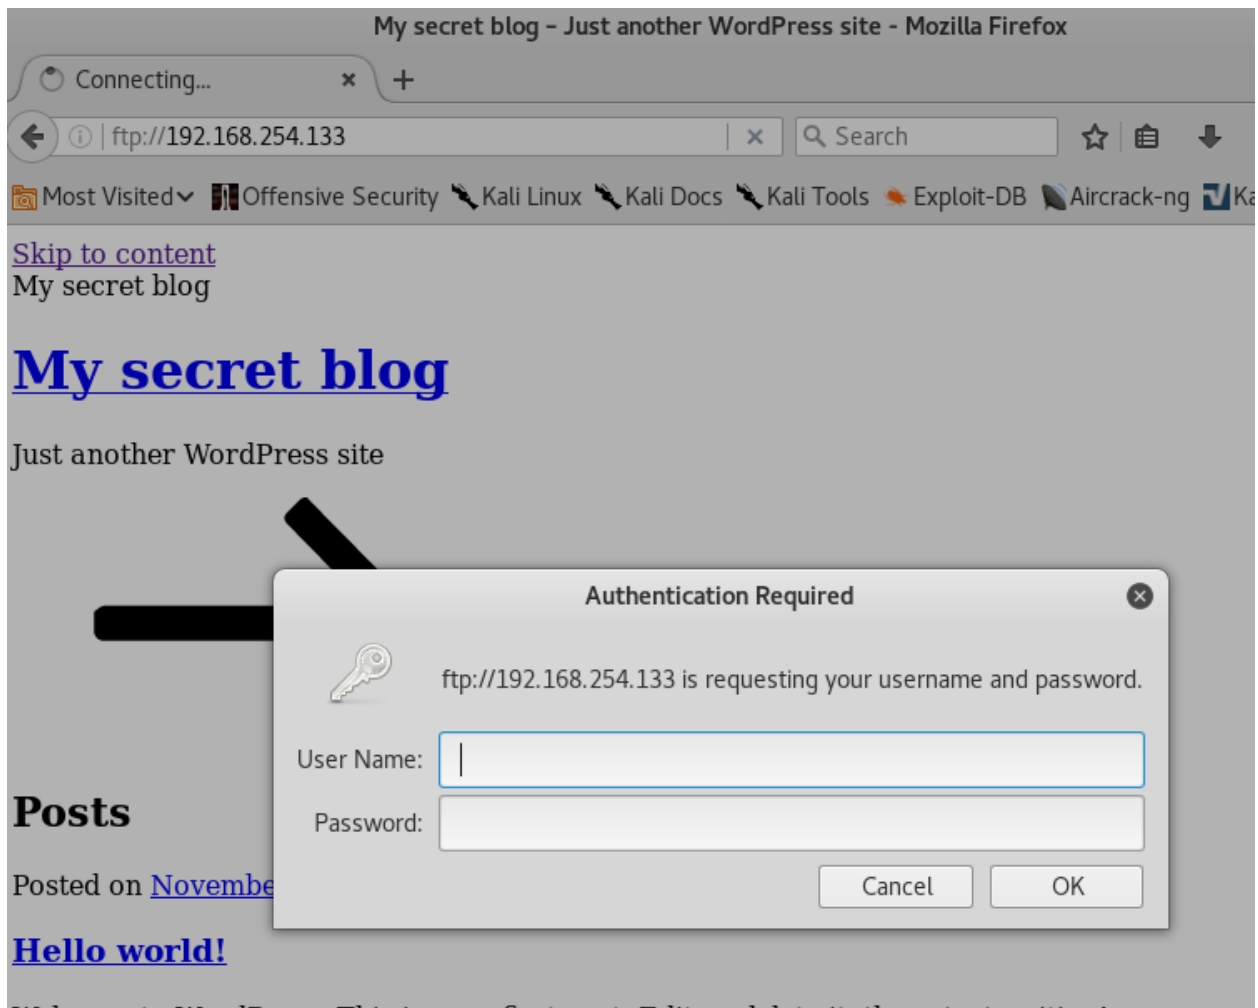 My secret blog – Just another WordPress site - Mozilla Firefox
Connecting...
ftp://192.168.254.133
Search
Most Visited Offensive Security Kali Linux Kali Docs Kali Tools Exploit-DB Aircrack-ng Ka
Skip to content
My secret blog
My secret blog
Just another WordPress site
Authentication Required
ftp://192.168.254.133 is requesting your username and password.
User Name:
Password:
Cancel OK
Posts
Posted on Novembe
Hello world!